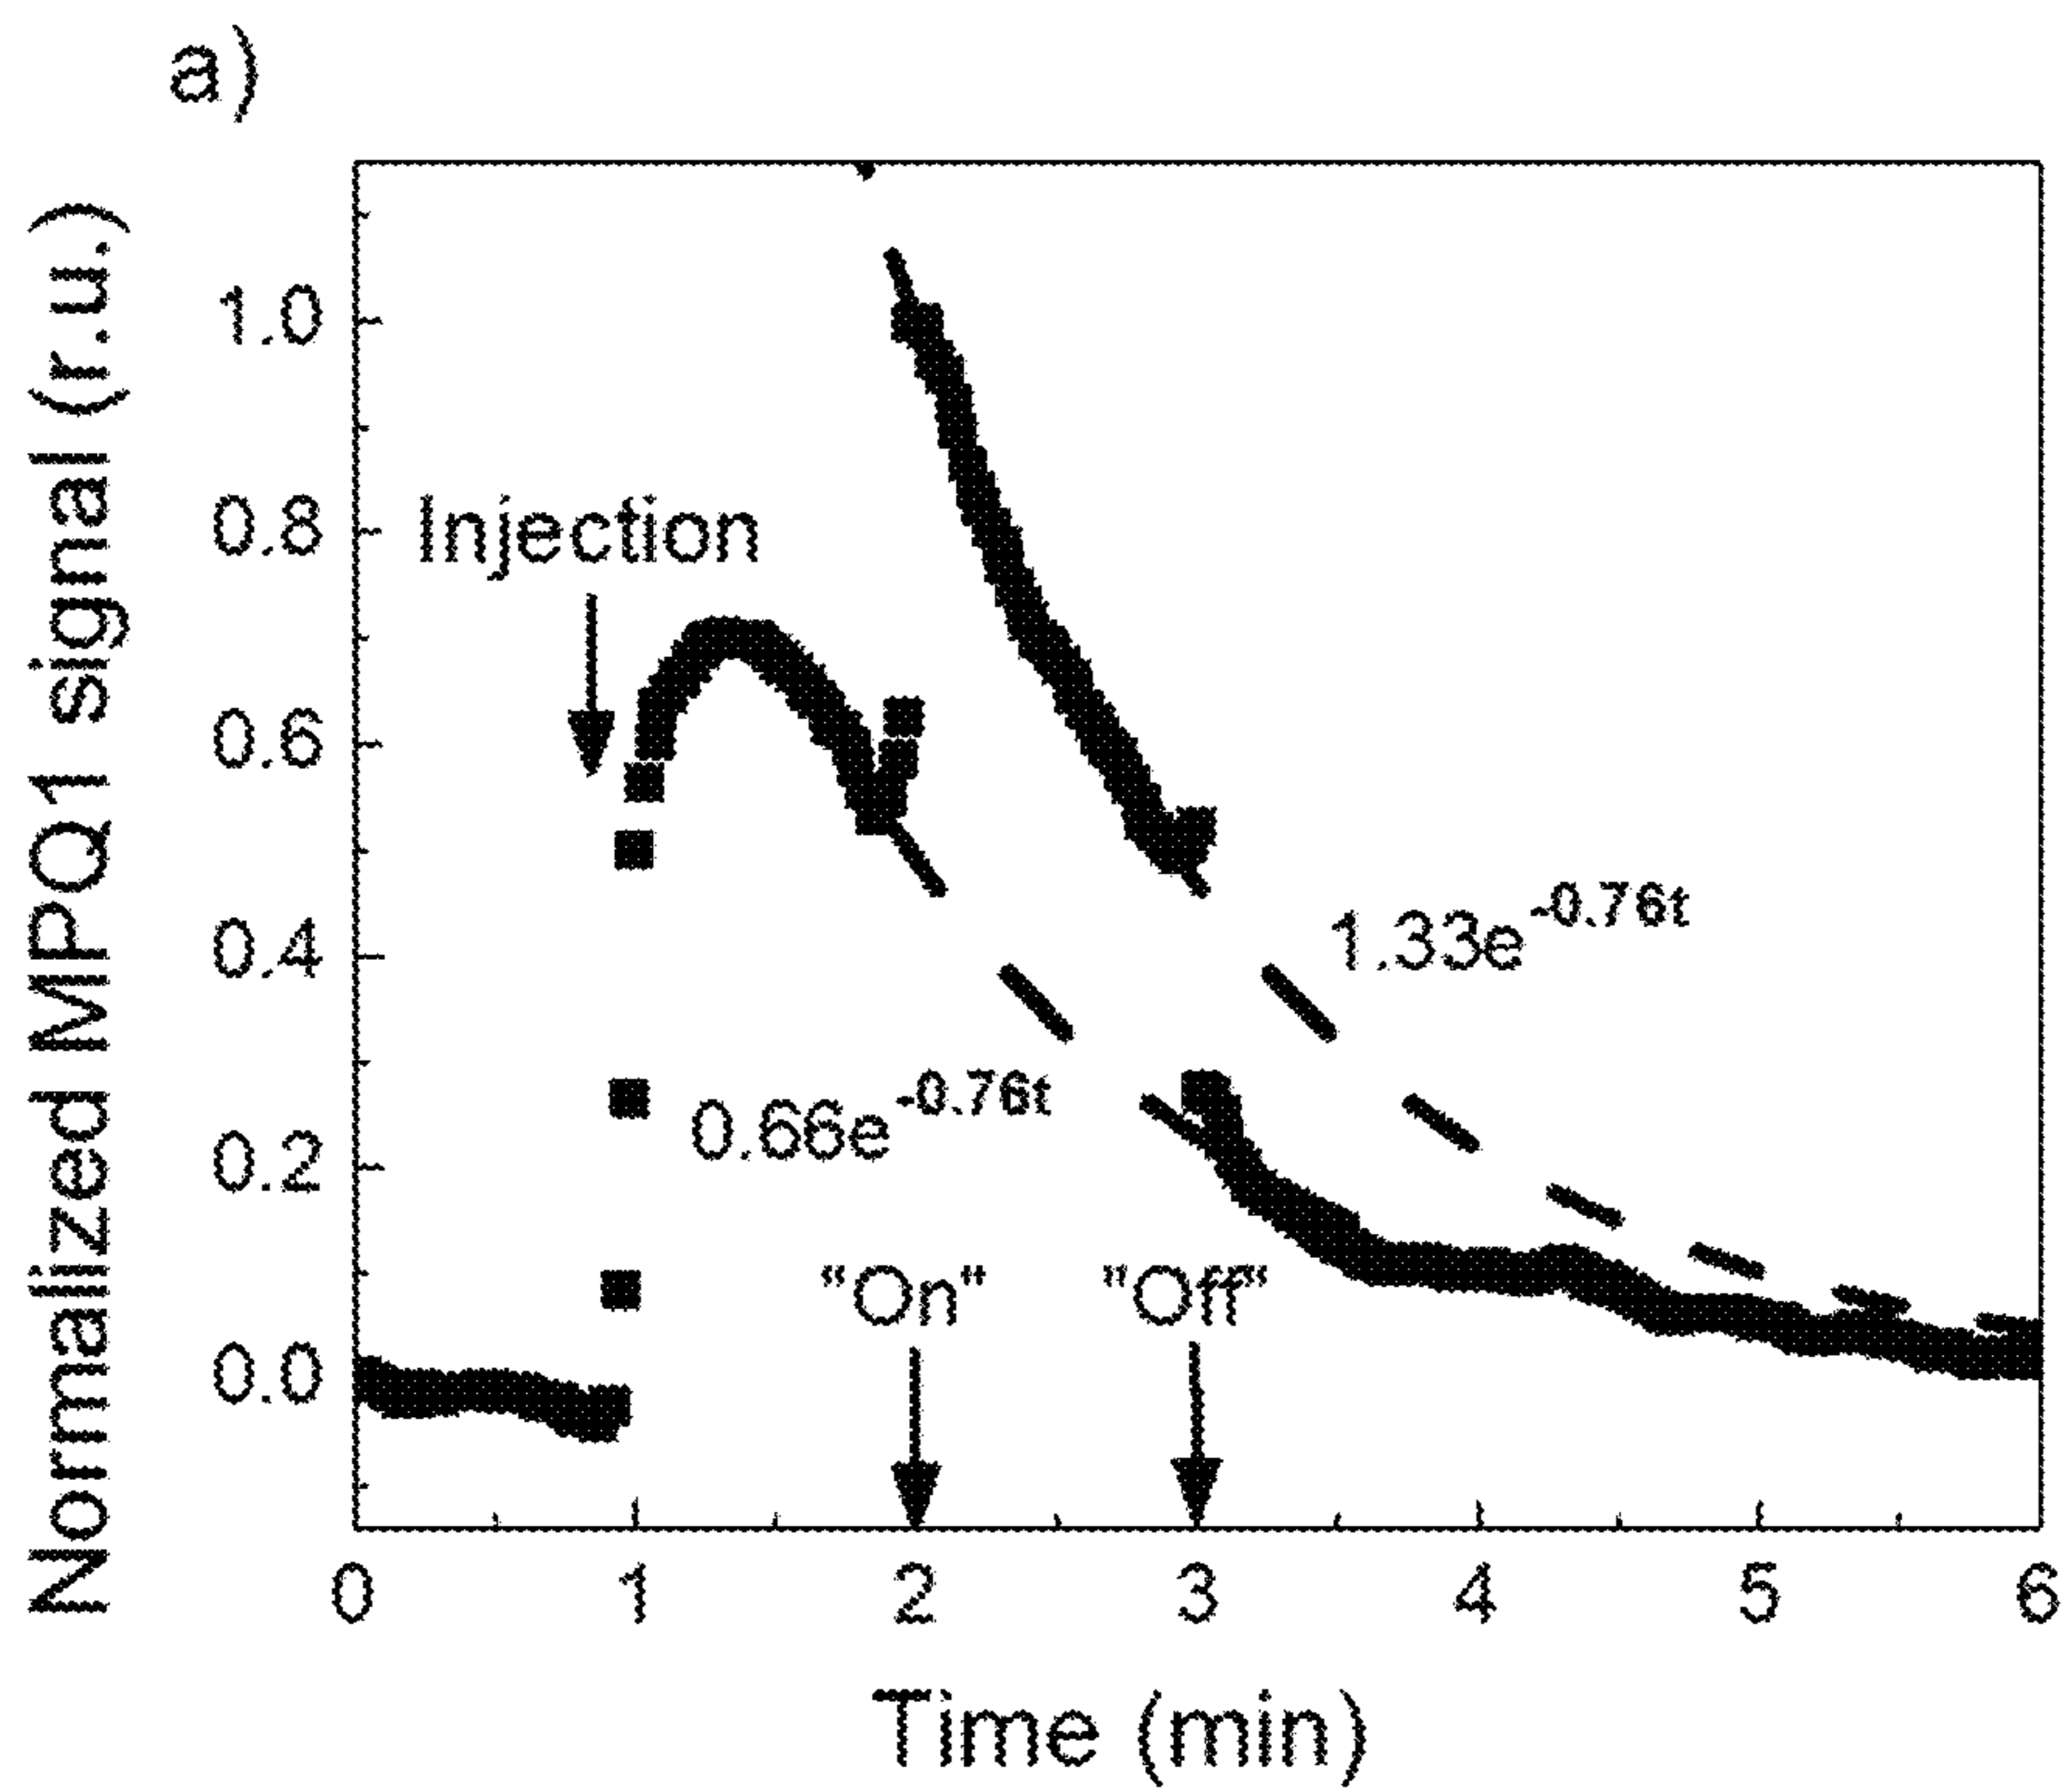 a)
Normalized MPQ1 signal (r.u.)
1.0
0.8
0.6
0.4
0.2
0.0
Injection
1.33e-0.76t
0.66e-0.76t
"On"
"Off"
0 1 2 3 4 5 6
Time (min)